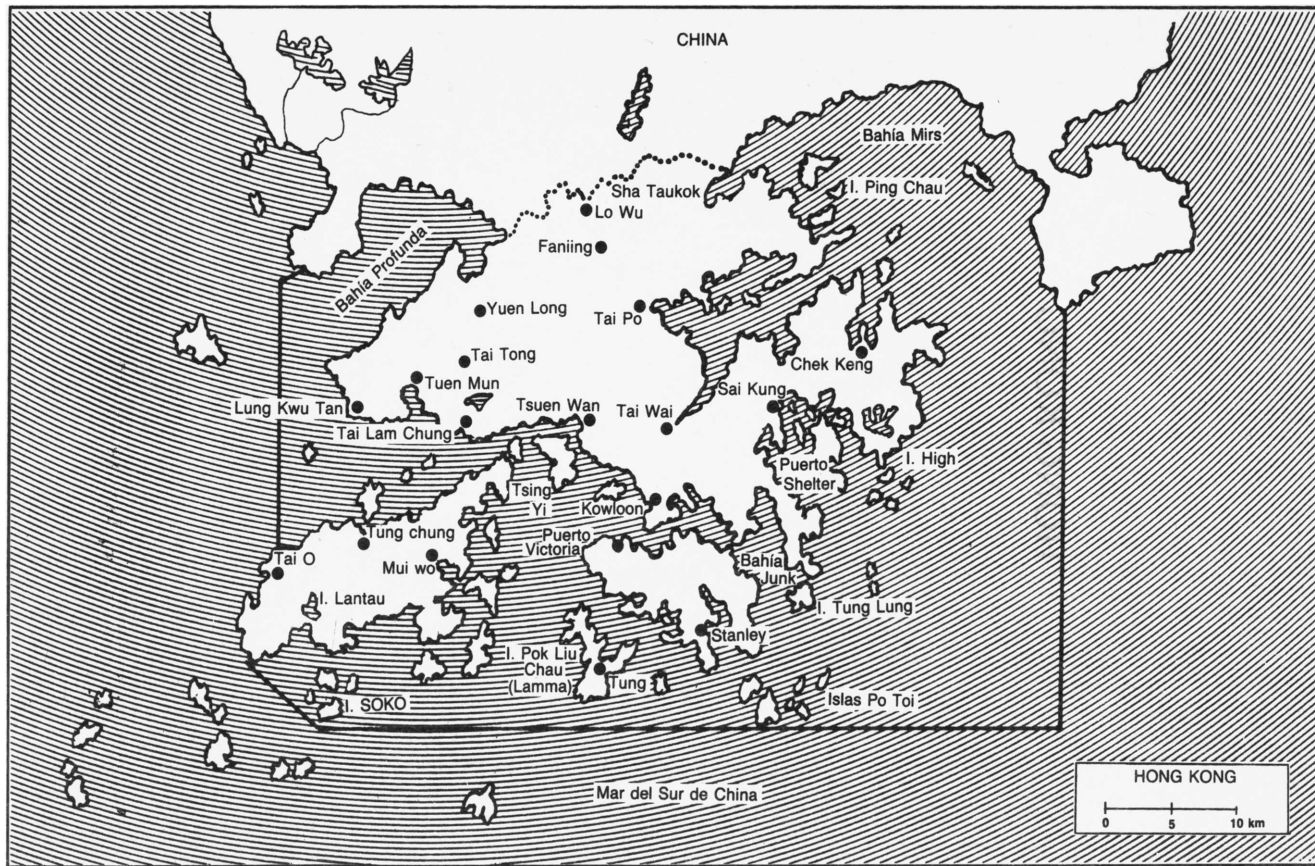 CHINA
Bahía Mirs
Sha Taukok
I. Ping Chau
Lo Wu
Faniing
Bahía Profunda
Yuen Long
Tai Po
Tai Tong
Chek Keng
Tuen Mun
Sai Kung
Lung Kwu Tan
Tsuen Wan
Tai Wai
Tai Lam Chung
I. High
Puerto
Shelter
Tsing
Yi
Kowloon
Tung chung
Puerto
Victoria
Tai O
Mui wo
Bahía
Junk
I. Lantau
I. Tung Lung
Stanley
I. Pok Liu
Chau
(Lamma)
Tung
I. SOKO
Islas Po Toi
Mar del Sur de China
HONG KONG
0 5 10 km